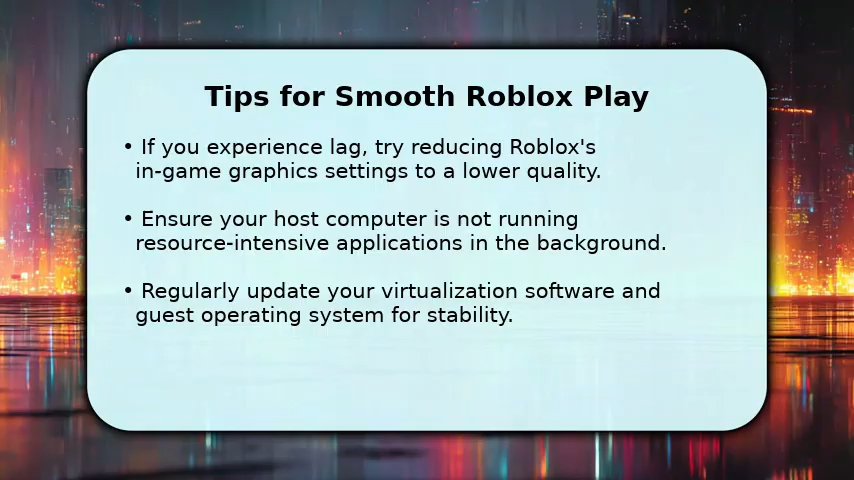 Tips for Smooth Roblox Play
• If you experience lag, try reducing Roblox's
in-game graphics settings to a lower quality.
• Ensure your host computer is not running
resource-intensive applications in the background.
• Regularly update your virtualization software and
guest operating system for stability.